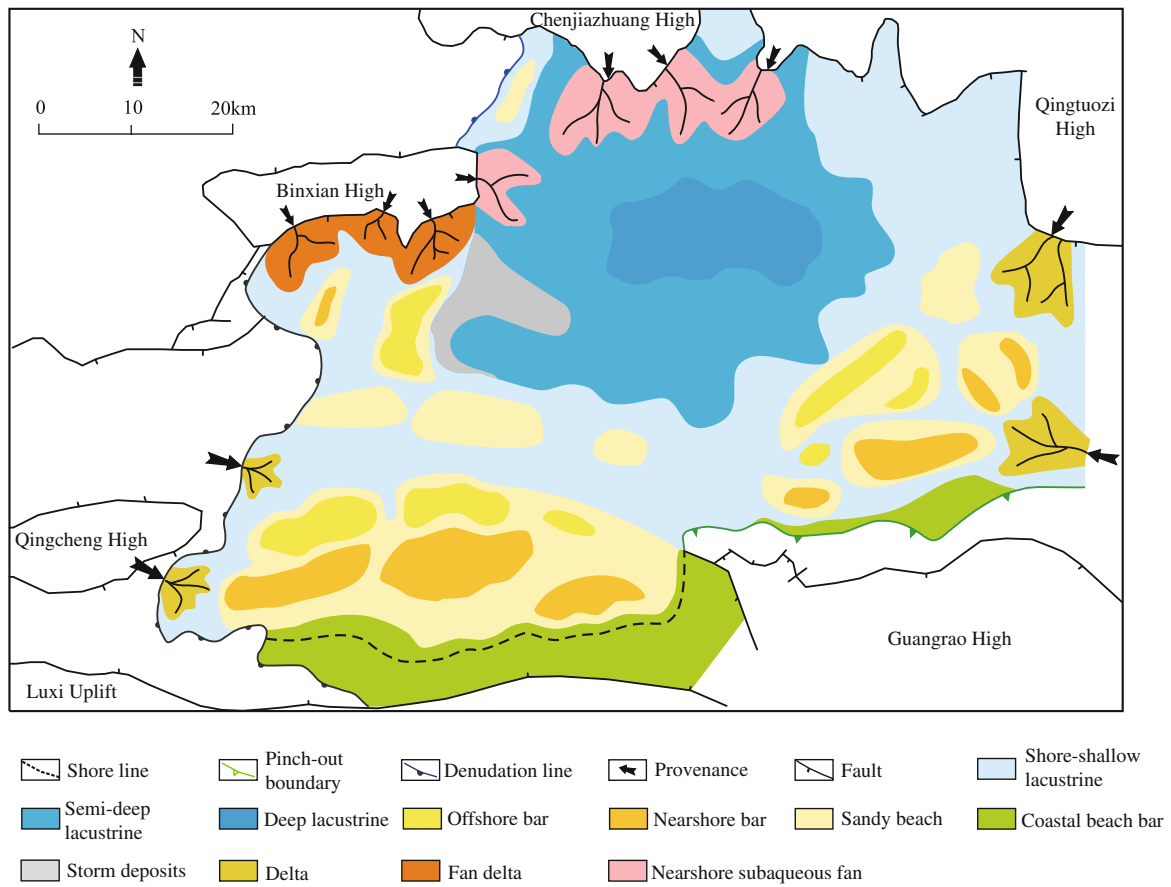 Chenjiazhuang High
N
0 10 20km
Qingtuozi
High
Binxian High
Qingcheng High
Guangrao High
Luxi Uplift
Shore line
Pinch-out
boundary
Denudation line
Provenance
Fault
Shore-shallow
lacustrine
Semi-deep
lacustrine
Deep lacustrine
Offshore bar
Nearshore bar
Sandy beach
Coastal beach bar
Storm deposits
Delta
Fan delta
Nearshore subaqueous fan